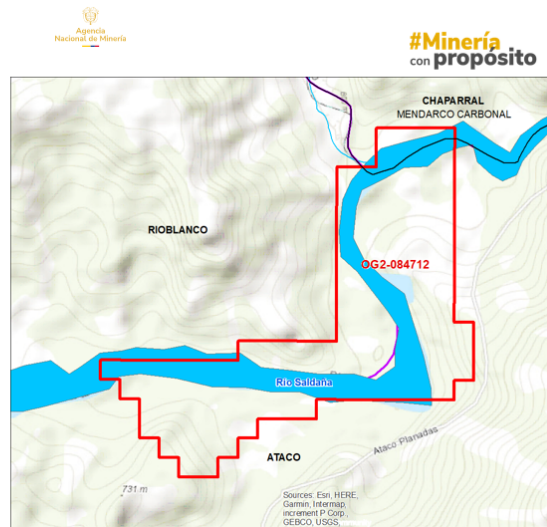 Agencia
Nacional de Minería
#Minería
con propósito
CHAPARRAL
MENDARCO CARBONAL
RIOBLANCO
OG2-084712
Río Saldaña
Ataco Planadas
ATACO
731 m
Sources: Esri, HERE,
Garmin, Intermap,
increment P Corp.,
GEBCO, USGS,